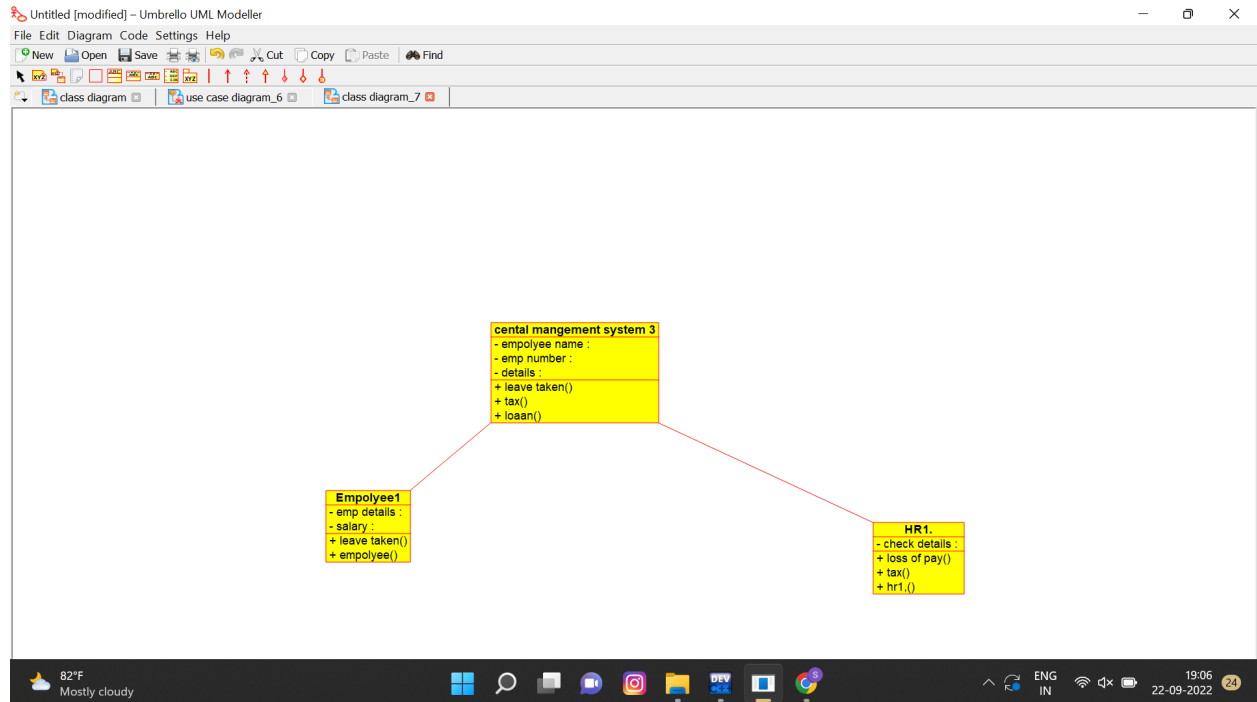 Untitled [modified] – Umbrello UML Modeller
File Edit Diagram Code Settings Help
New Open Save Cut Copy Paste Find
class diagram use case diagram_6 class diagram_7
cental mangement system 3
- empolyee name :
- emp number :
- details :
+ leave taken()
+ tax()
+ loaan()
Empolyee1
- emp details :
- salary :
+ leave taken()
+ empolyee()
HR1.
- check details :
+ loss of pay()
+ tax()
+ hr1,()
82°F
Mostly cloudy
DEV
S
ENG
IN
19:06
22-09-2022
24